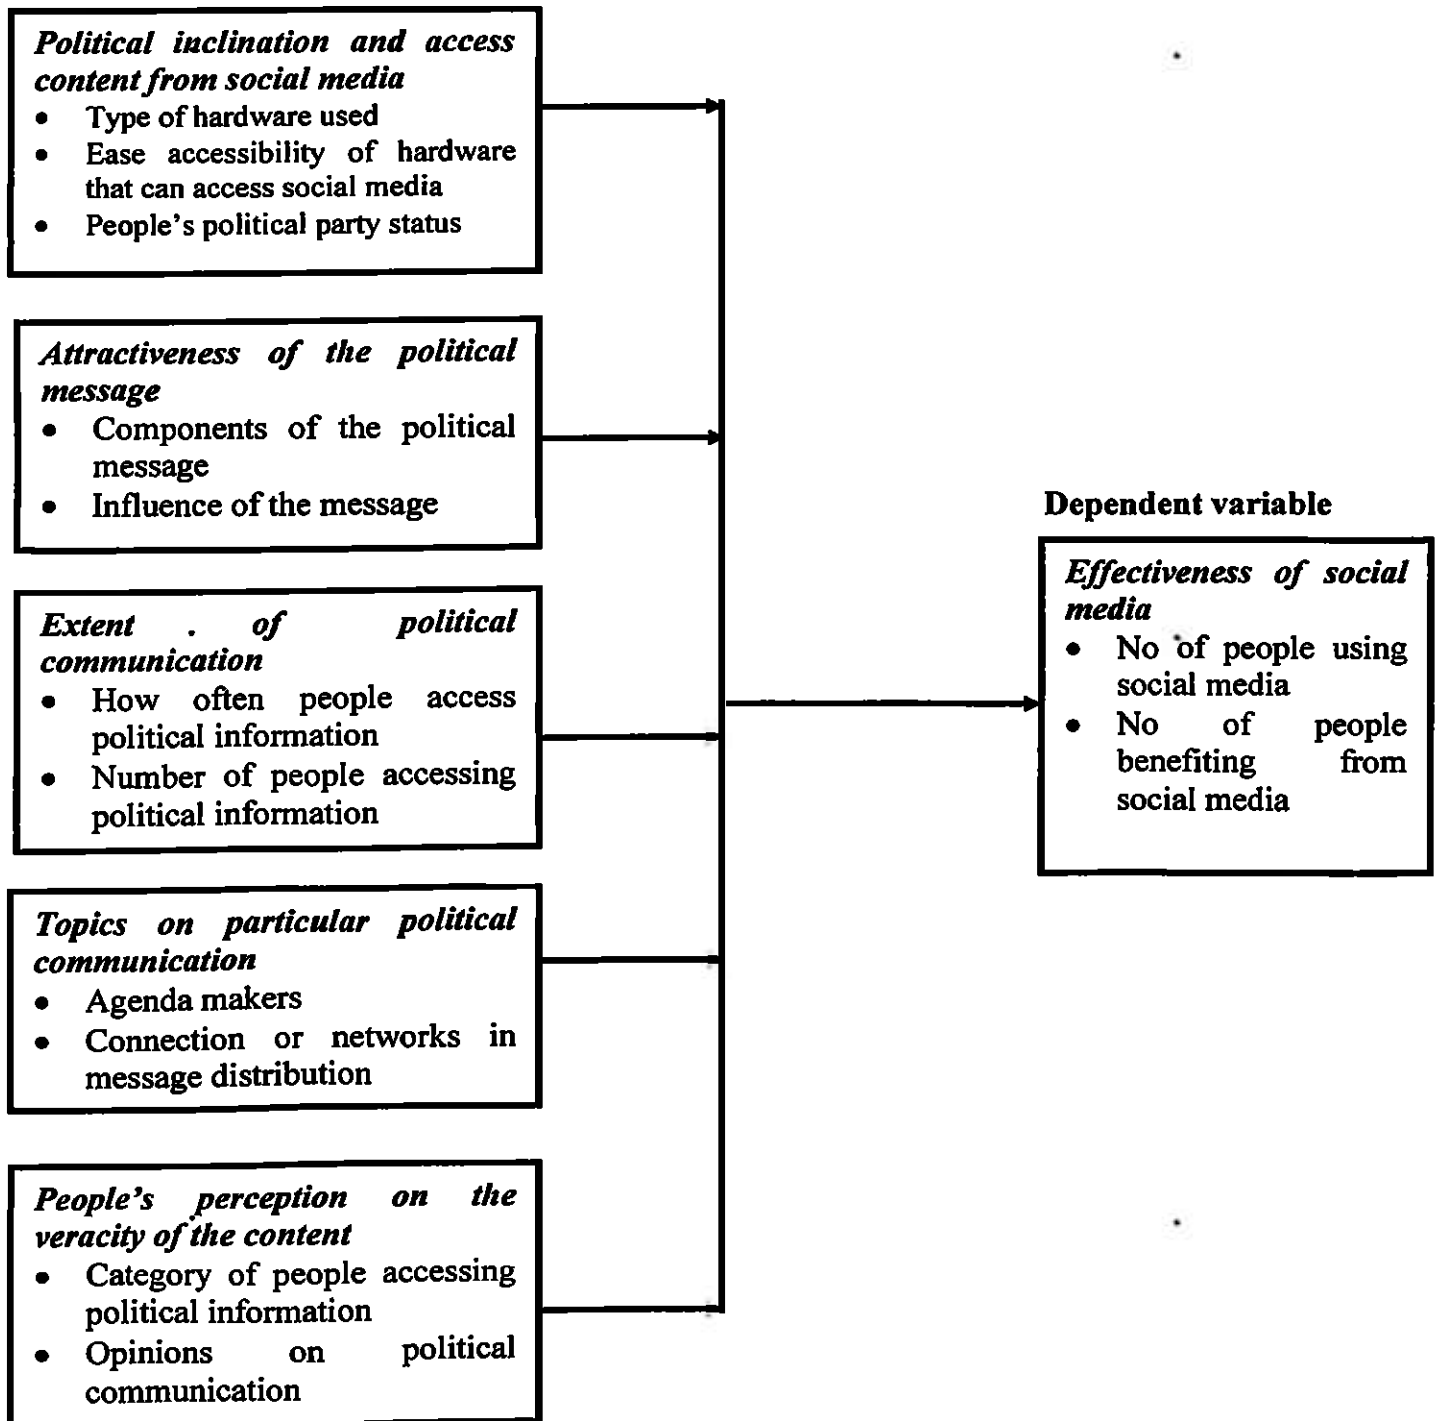 Political inclination and access
content from social media
• Type of hardware used
• Ease accessibility of hardware
that can access social media
• People's political party status
Attractiveness of the political
message
• Components of the political
message
• Influence of the message
Extent . of political
communication
• How often people access
political information
• Number of people accessing
political information
Topics on particular political
communication
• Agenda makers
• Connection or networks in
message distribution
People's perception on the
veracity of the content
• Category of people accessing
political information
• Opinions on political
communication
Dependent variable
Effectiveness of social
media
• No of people using
social media
• No of people
benefiting from
social media